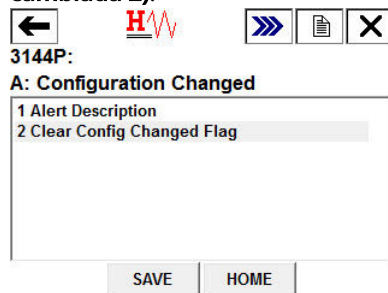 3144P:
A: Configuration Changed
1 Alert Description
2 Clear Config Changed Flag
SAVE HOME